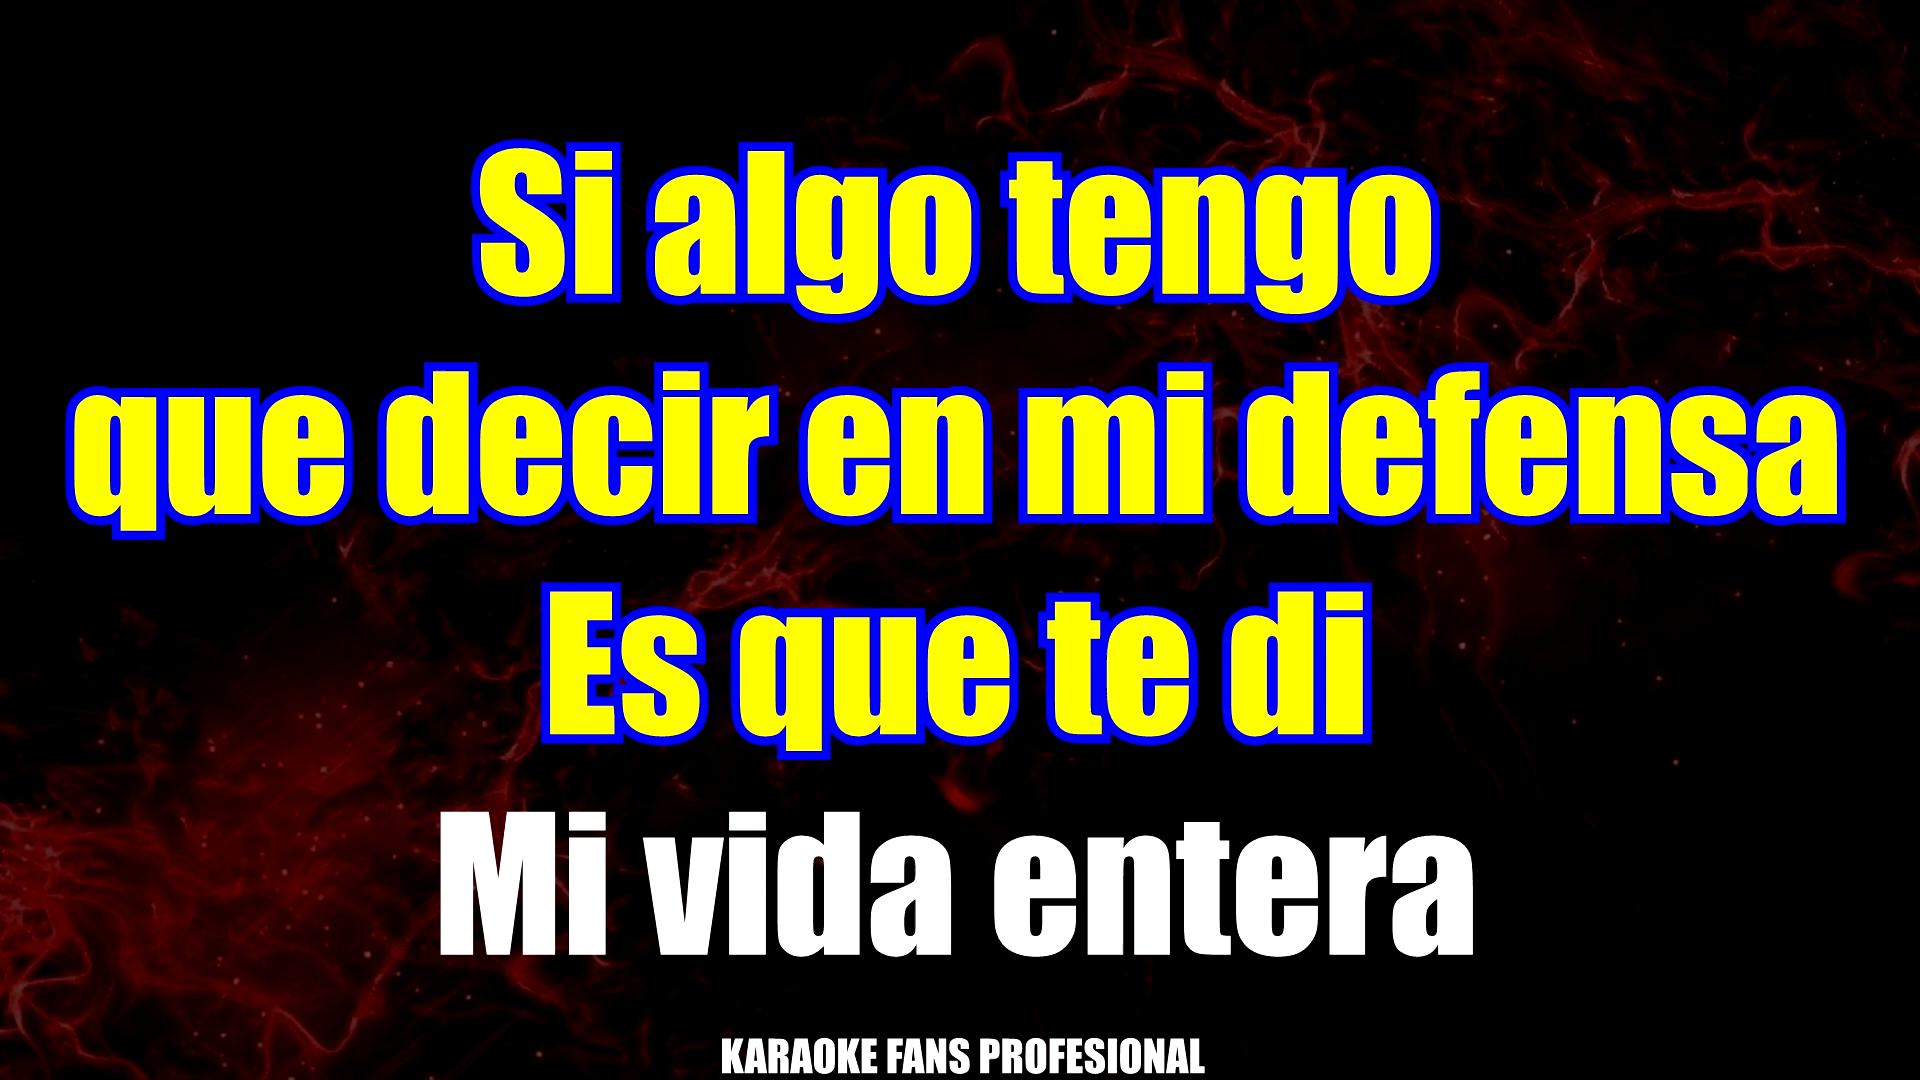 Si algo tengo
que decir en mi defensa
Es que te di
Mi vida entera
KARAOKE FANS PROFESIONAL